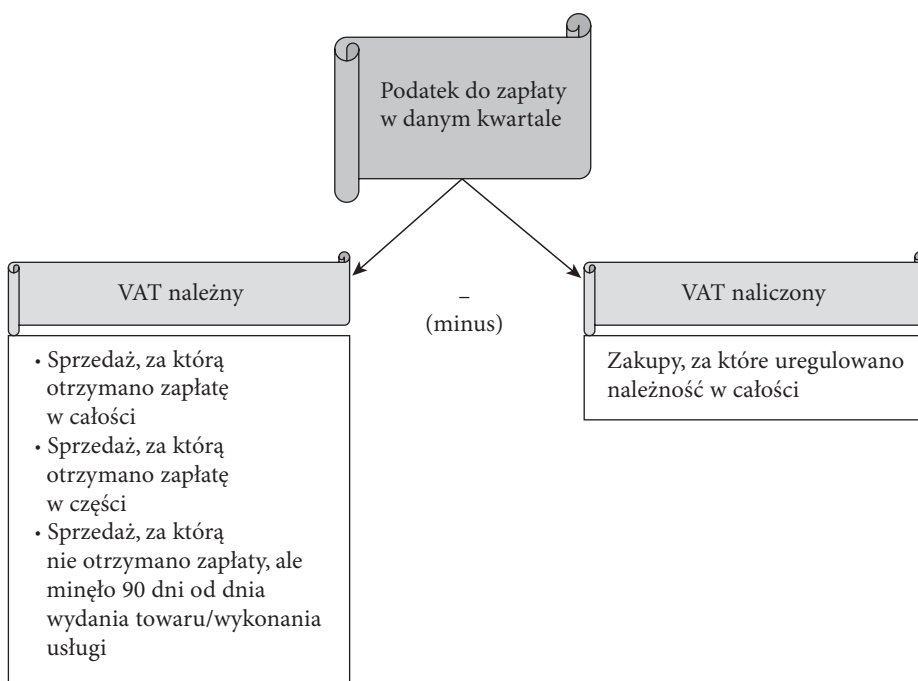 Podatek do zapłaty
w danym kwartale
VAT należny
–
(minus)
VAT naliczony
• Sprzedaż, za którą
otrzymano zapłatę
w całości
• Sprzedaż, za którą
otrzymano zapłatę
w części
• Sprzedaż, za którą
nie otrzymano zapłaty, ale
minęło 90 dni od dnia
wydania towaru/wykonania
usługi
Zakupy, za które uregulowano
należność w całości